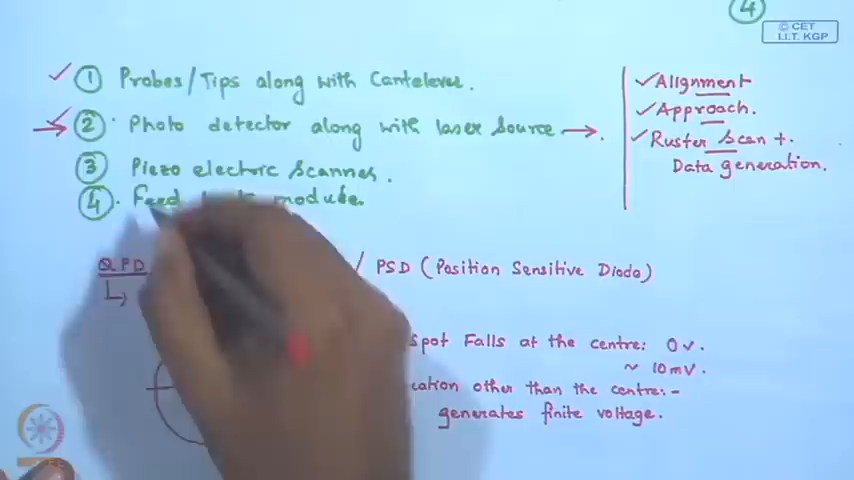 4
© CET
I.I.T. KGP
1 Probes/Tips along with Cantelever.
2 Photo detector along with laser source →
3 Piezo electric scanner.
4. Feed module.
Alignment
Approach.
Ruster Scan +
Data generation.
QPD / PSD (Position Sensitive Diode)
spot Falls at the centre: 0v.
~ 10mV.
other than the centre:-
generates finite voltage.
NPTEL